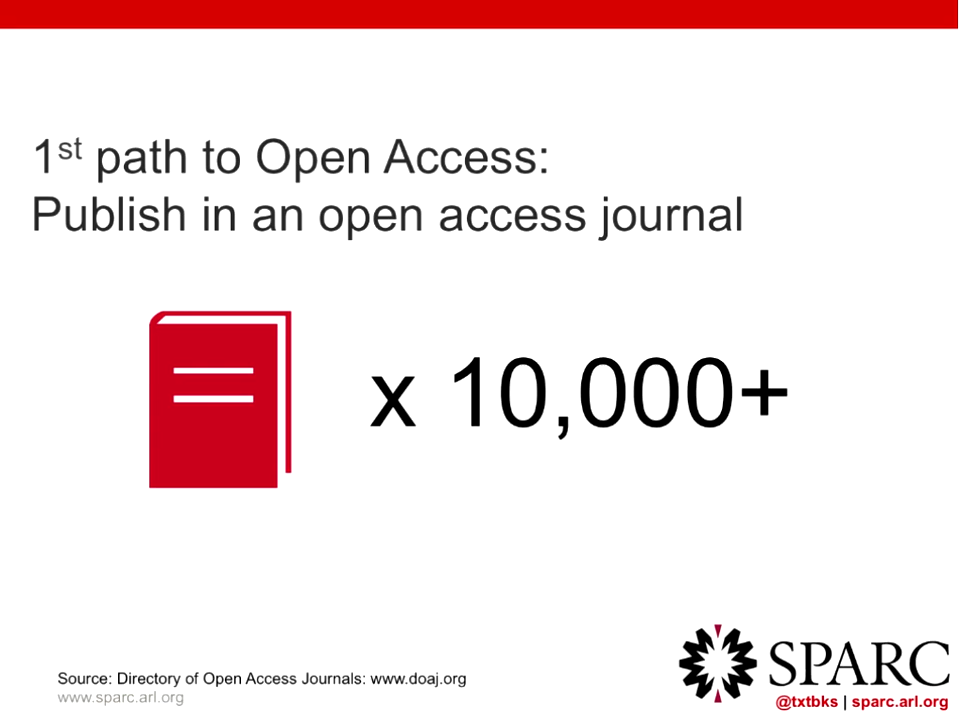 1st path to Open Access:
Publish in an open access journal
x 10,000+
Source: Directory of Open Access Journals: www.doaj.org
www.sparc.arl.org
SPARC
@txtbks | sparc.arl.org